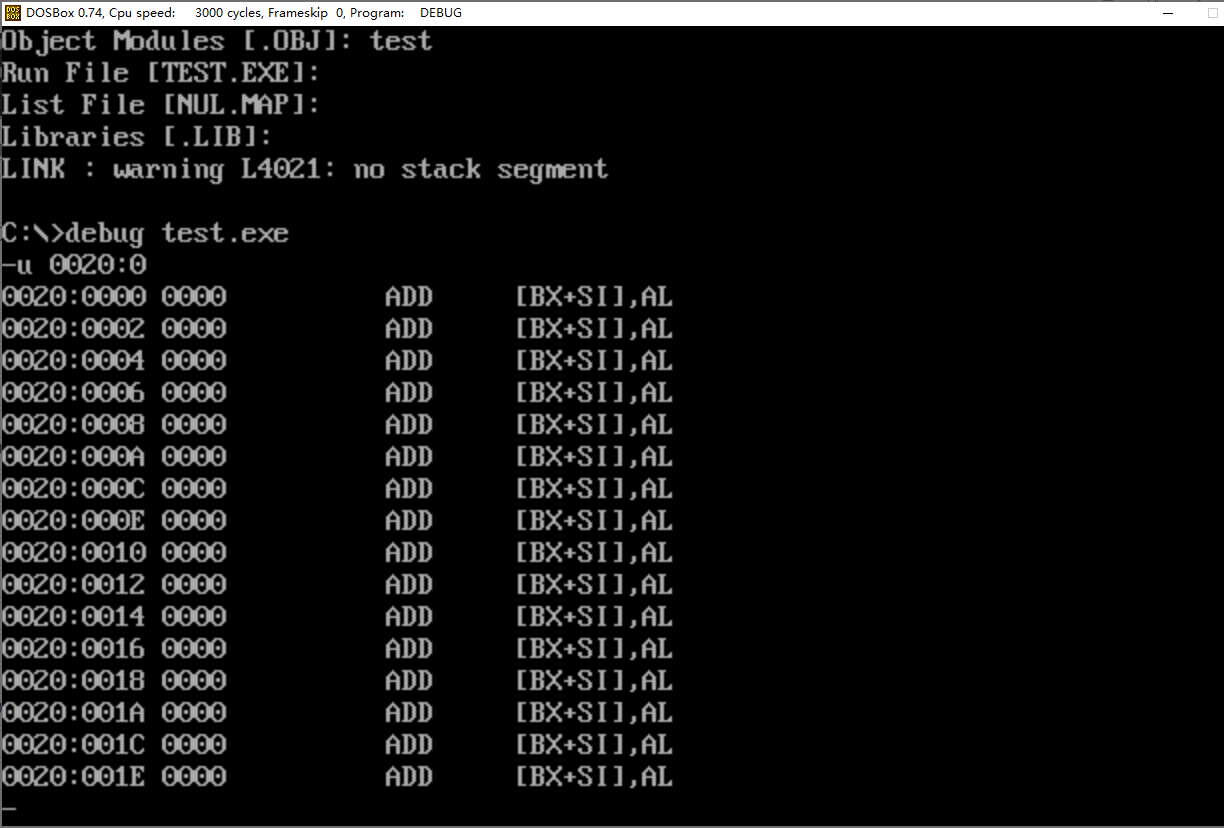 DOSBox 0.74, Cpu speed: 3000 cycles, Frameskip 0, Program: DEBUG
Object Modules [.OBJ]: test
Run File [TEST.EXE]:
List File [NUL.MAP]:
Libraries [.LIB]:
LINK : warning L4021: no stack segment
C:\>debug test.exe
-u 0020:0
0020:0000 0000 ADD [BX+SI],AL
0020:0002 0000 ADD [BX+SI],AL
0020:0004 0000 ADD [BX+SI],AL
0020:0006 0000 ADD [BX+SI],AL
0020:0008 0000 ADD [BX+SI],AL
0020:000A 0000 ADD [BX+SI],AL
0020:000C 0000 ADD [BX+SI],AL
0020:000E 0000 ADD [BX+SI],AL
0020:0010 0000 ADD [BX+SI],AL
0020:0012 0000 ADD [BX+SI],AL
0020:0014 0000 ADD [BX+SI],AL
0020:0016 0000 ADD [BX+SI],AL
0020:0018 0000 ADD [BX+SI],AL
0020:001A 0000 ADD [BX+SI],AL
0020:001C 0000 ADD [BX+SI],AL
0020:001E 0000 ADD [BX+SI],AL